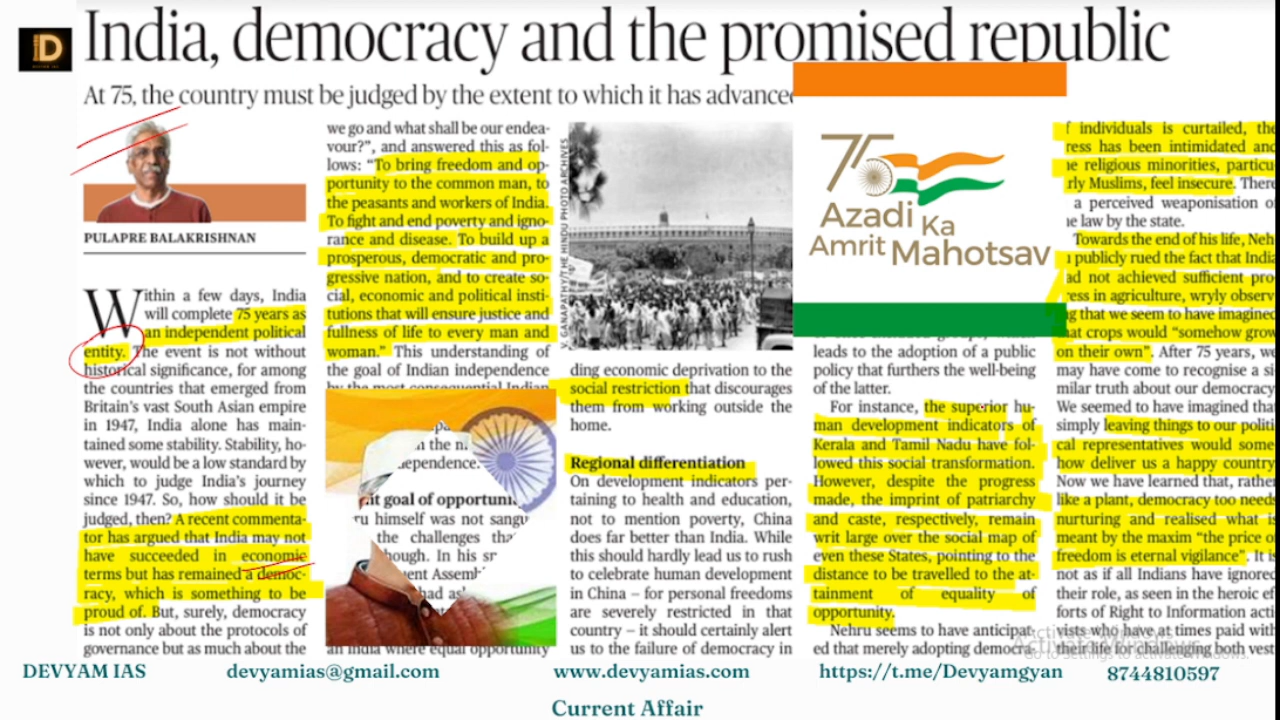 India, democracy and the promised republic
At 75, the country must be judged by the extent to which it has advanced
PULAPRE BALAKRISHNAN
Within a few days, India
will complete 75 years as
an independent political
entity. The event is not without
historical significance, for among
the countries that emerged from
Britain's vast South Asian empire
in 1947, India alone has main-
tained some stability. Stability, ho-
wever, would be a low standard by
which to judge India's journey
since 1947. So, how should it be
judged, then? A recent commenta-
tor has argued that India may not
have succeeded in economic
terms but has remained a democ-
racy, which is something to be
proud of. But, surely, democracy
is not only about the protocols of
governance but as much about the
we go and what shall be our endea-
vour?", and answered this as fol-
lows: "To bring freedom and op-
portunity to the common man, to
the peasants and workers of India.
To fight and end poverty and igno-
rance and disease. To build up a
prosperous, democratic and pro-
gressive nation, and to create so-
cial, economic and political insti-
tutions that will ensure justice and
fullness of life to every man and
woman." This understanding of
the goal of Indian independence
by the most consequential Indian
dependence.
it goal of opportuni
ru himself was not sangu
the challenges tha
hough. In his
ent Assemb
had as
an India where equal opportunity
V. GANAPATHY/THE HINDU PHOTO ARCHIVES
ding economic deprivation to the
social restriction that discourages
them from working outside the
home.
Regional differentiation
On development indicators per-
taining to health and education,
not to mention poverty, China
does far better than India. While
this should hardly lead us to rush
to celebrate human development
in China – for personal freedoms
are severely restricted in that
country – it should certainly alert
us to the failure of democracy in
75
Azadi Ka
Amrit Mahotsav
leads to the adoption of a public
policy that furthers the well-being
of the latter.
For instance, the superior hu-
man development indicators of
Kerala and Tamil Nadu have fol-
lowed this social transformation.
However, despite the progress
made, the imprint of patriarchy
and caste, respectively, remain
writ large over the social map of
even these States, pointing to the
distance to be travelled to the at-
tainment of equality of
opportunity.
Nehru seems to have anticipat-
ed that merely adopting democra-
f individuals is curtailed, the
ress has been intimidated and
he religious minorities, particu
rly Muslims, feel insecure. There
a perceived weaponisation o
he law by the state.
Towards the end of his life, Neh
u publicly rued the fact that India
ad not achieved sufficient pro
ress in agriculture, wryly observ
ng that we seem to have imagined
hat crops would "somehow grow
on their own". After 75 years, we
may have come to recognise a si
milar truth about our democracy
We seemed to have imagined that
simply leaving things to our politi
cal representatives would some
how deliver us a happy country
Now we have learned that, rather
like a plant, democracy too needs
nurturing and realised what is
meant by the maxim "the price o
freedom is eternal vigilance". It is
not as if all Indians have ignored
their role, as seen in the heroic ef
forts of Right to Information acti
vists who have at times paid with
their life for challenging both vest
Activate Windows
Go to Settings to activate Windows.
DEVYAM IAS devyamias@gmail.com www.devyamias.com https://t.me/Devyamgyan 8744810597
Current Affair